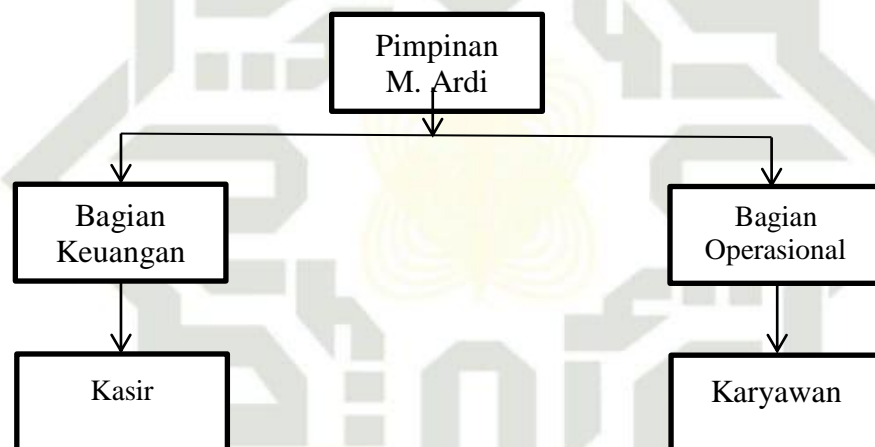 Pimpinan
M. Ardi
Bagian
Keuangan
Bagian
Operasional
Kasir
Karyawan